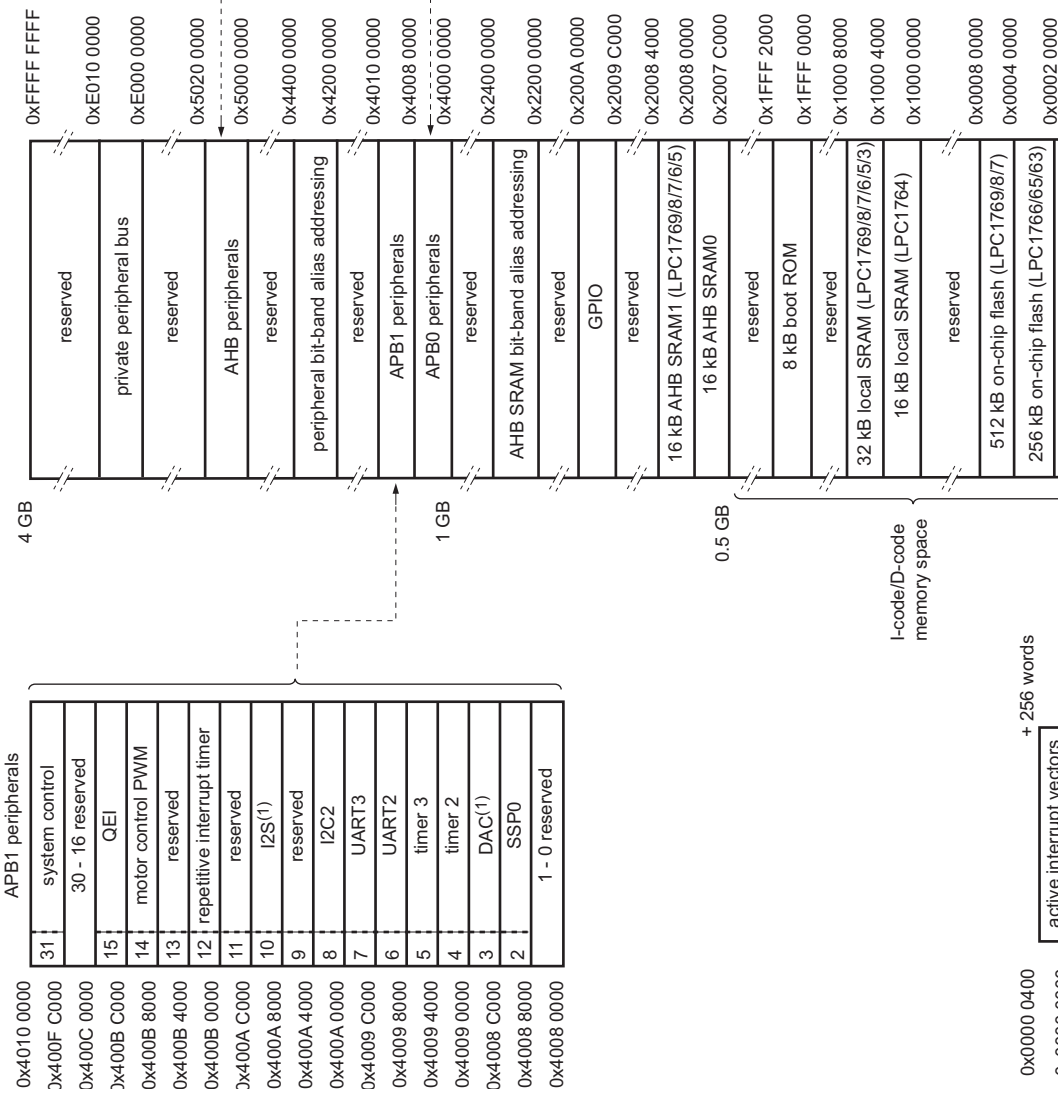 APB1 peripherals
0x4010 0000
31 system control
0x400F C000
30 - 16 reserved
0x400C 0000
15 QEI
0x400B C000
14 motor control PWM
0x400B 8000
13 reserved
0x400B 4000
12 repetitive interrupt timer
0x400B 0000
11 reserved
0x400A C000
10 I2S(1)
0x400A 8000
9 reserved
0x400A 4000
8 I2C2
0x400A 0000
7 UART3
0x4009 C000
6 UART2
0x4009 8000
5 timer 3
0x4009 4000
4 timer 2
0x4009 0000
3 DAC(1)
0x4008 C000
2 SSP0
0x4008 8000
1 - 0 reserved
0x4008 0000
4 GB
0xFFFF FFFF
reserved
0xE010 0000
private peripheral bus
0xE000 0000
reserved
0x5020 0000
AHB peripherals
0x5000 0000
reserved
0x4400 0000
peripheral bit-band alias addressing
0x4200 0000
reserved
0x4010 0000
APB1 peripherals
0x4008 0000
APB0 peripherals
1 GB
0x4000 0000
reserved
0x2400 0000
AHB SRAM bit-band alias addressing
0x2200 0000
reserved
0x200A 0000
GPIO
0x2009 C000
reserved
0x2008 4000
16 kB AHB SRAM1 (LPC1769/8/7/6/5)
0x2008 0000
16 kB AHB SRAM0
0x2007 C000
0.5 GB
reserved
0x1FFF 2000
8 kB boot ROM
0x1FFF 0000
reserved
0x1000 8000
32 kB local SRAM (LPC1769/8/7/6/5/3)
0x1000 4000
16 kB local SRAM (LPC1764)
0x1000 0000
I-code/D-code
memory space
reserved
0x0008 0000
512 kB on-chip flash (LPC1769/8/7)
0x0004 0000
256 kB on-chip flash (LPC1766/65/63)
0x0002 0000
+ 256 words
0x0000 0400
active interrupt vectors